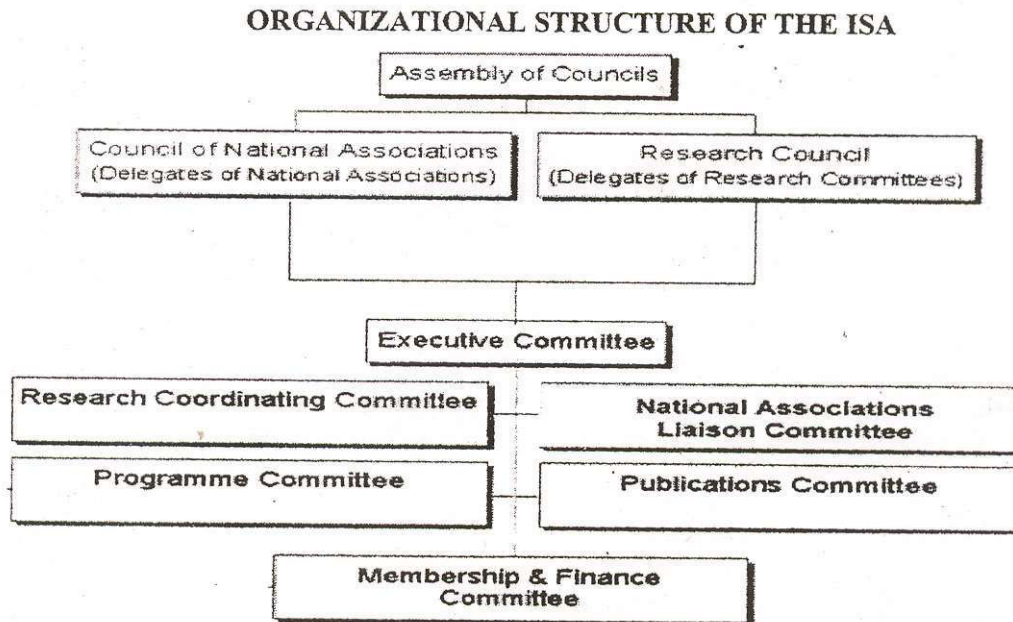 ORGANIZATIONAL STRUCTURE OF THE ISA
Assembly of Councils
Council of National Associations
(Delegates of National Associations)
Research Council
(Delegates of Research Committees)
Executive Committee
Research Coordinating Committee
National Associations
Liaison Committee
Programme Committee
Publications Committee
Membership & Finance
Committee